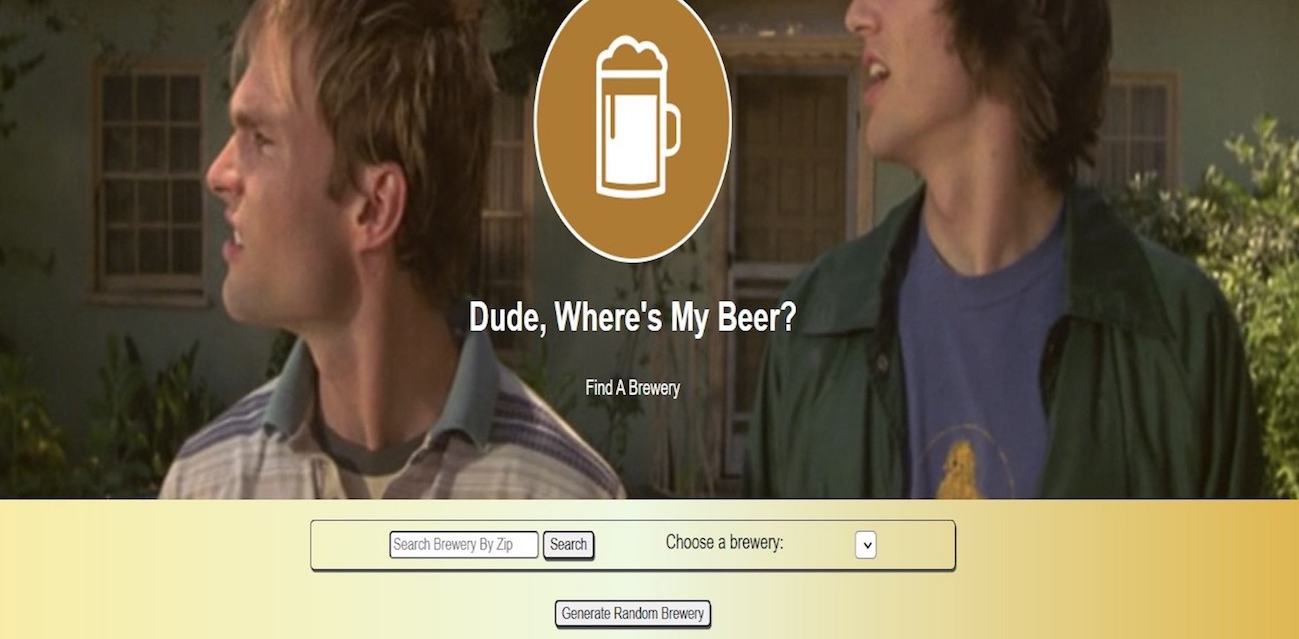 Dude, Where's My Beer?
Find A Brewery
Search Brewery By Zip Search Choose a brewery:
Generate Random Brewery